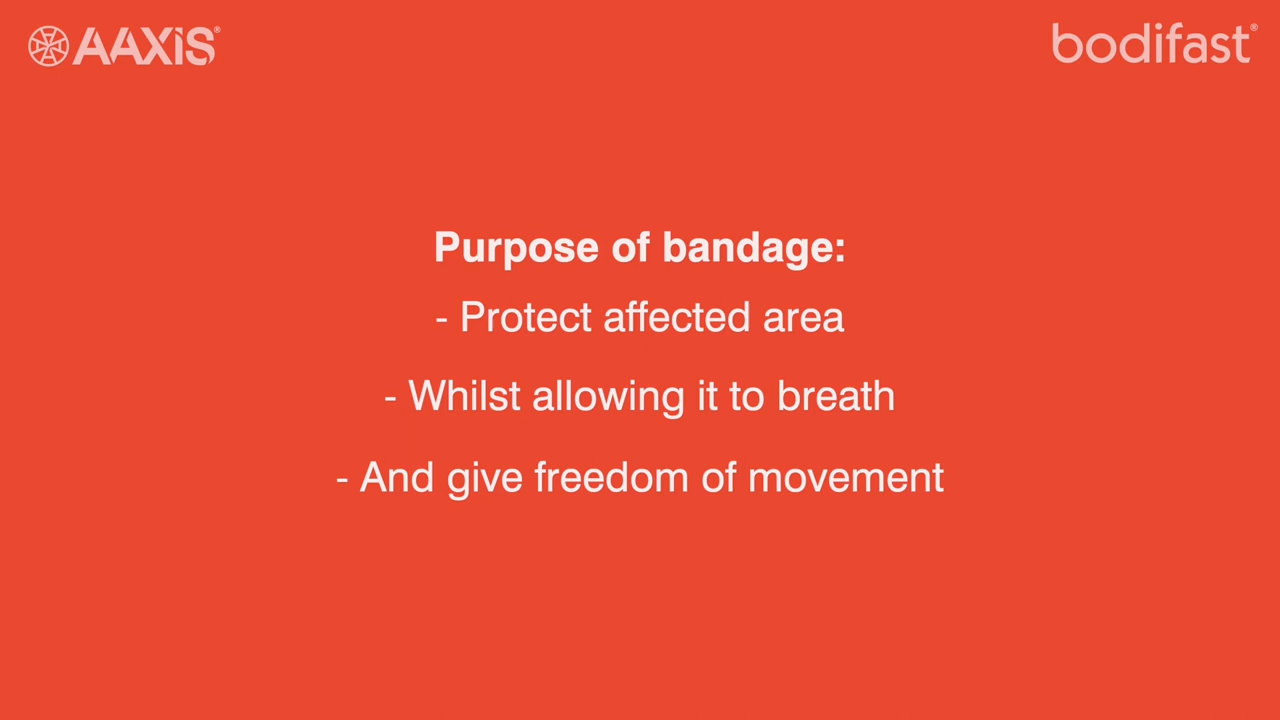 AAXiS®
bodifast®
Purpose of bandage:
- Protect affected area
- Whilst allowing it to breath
- And give freedom of movement